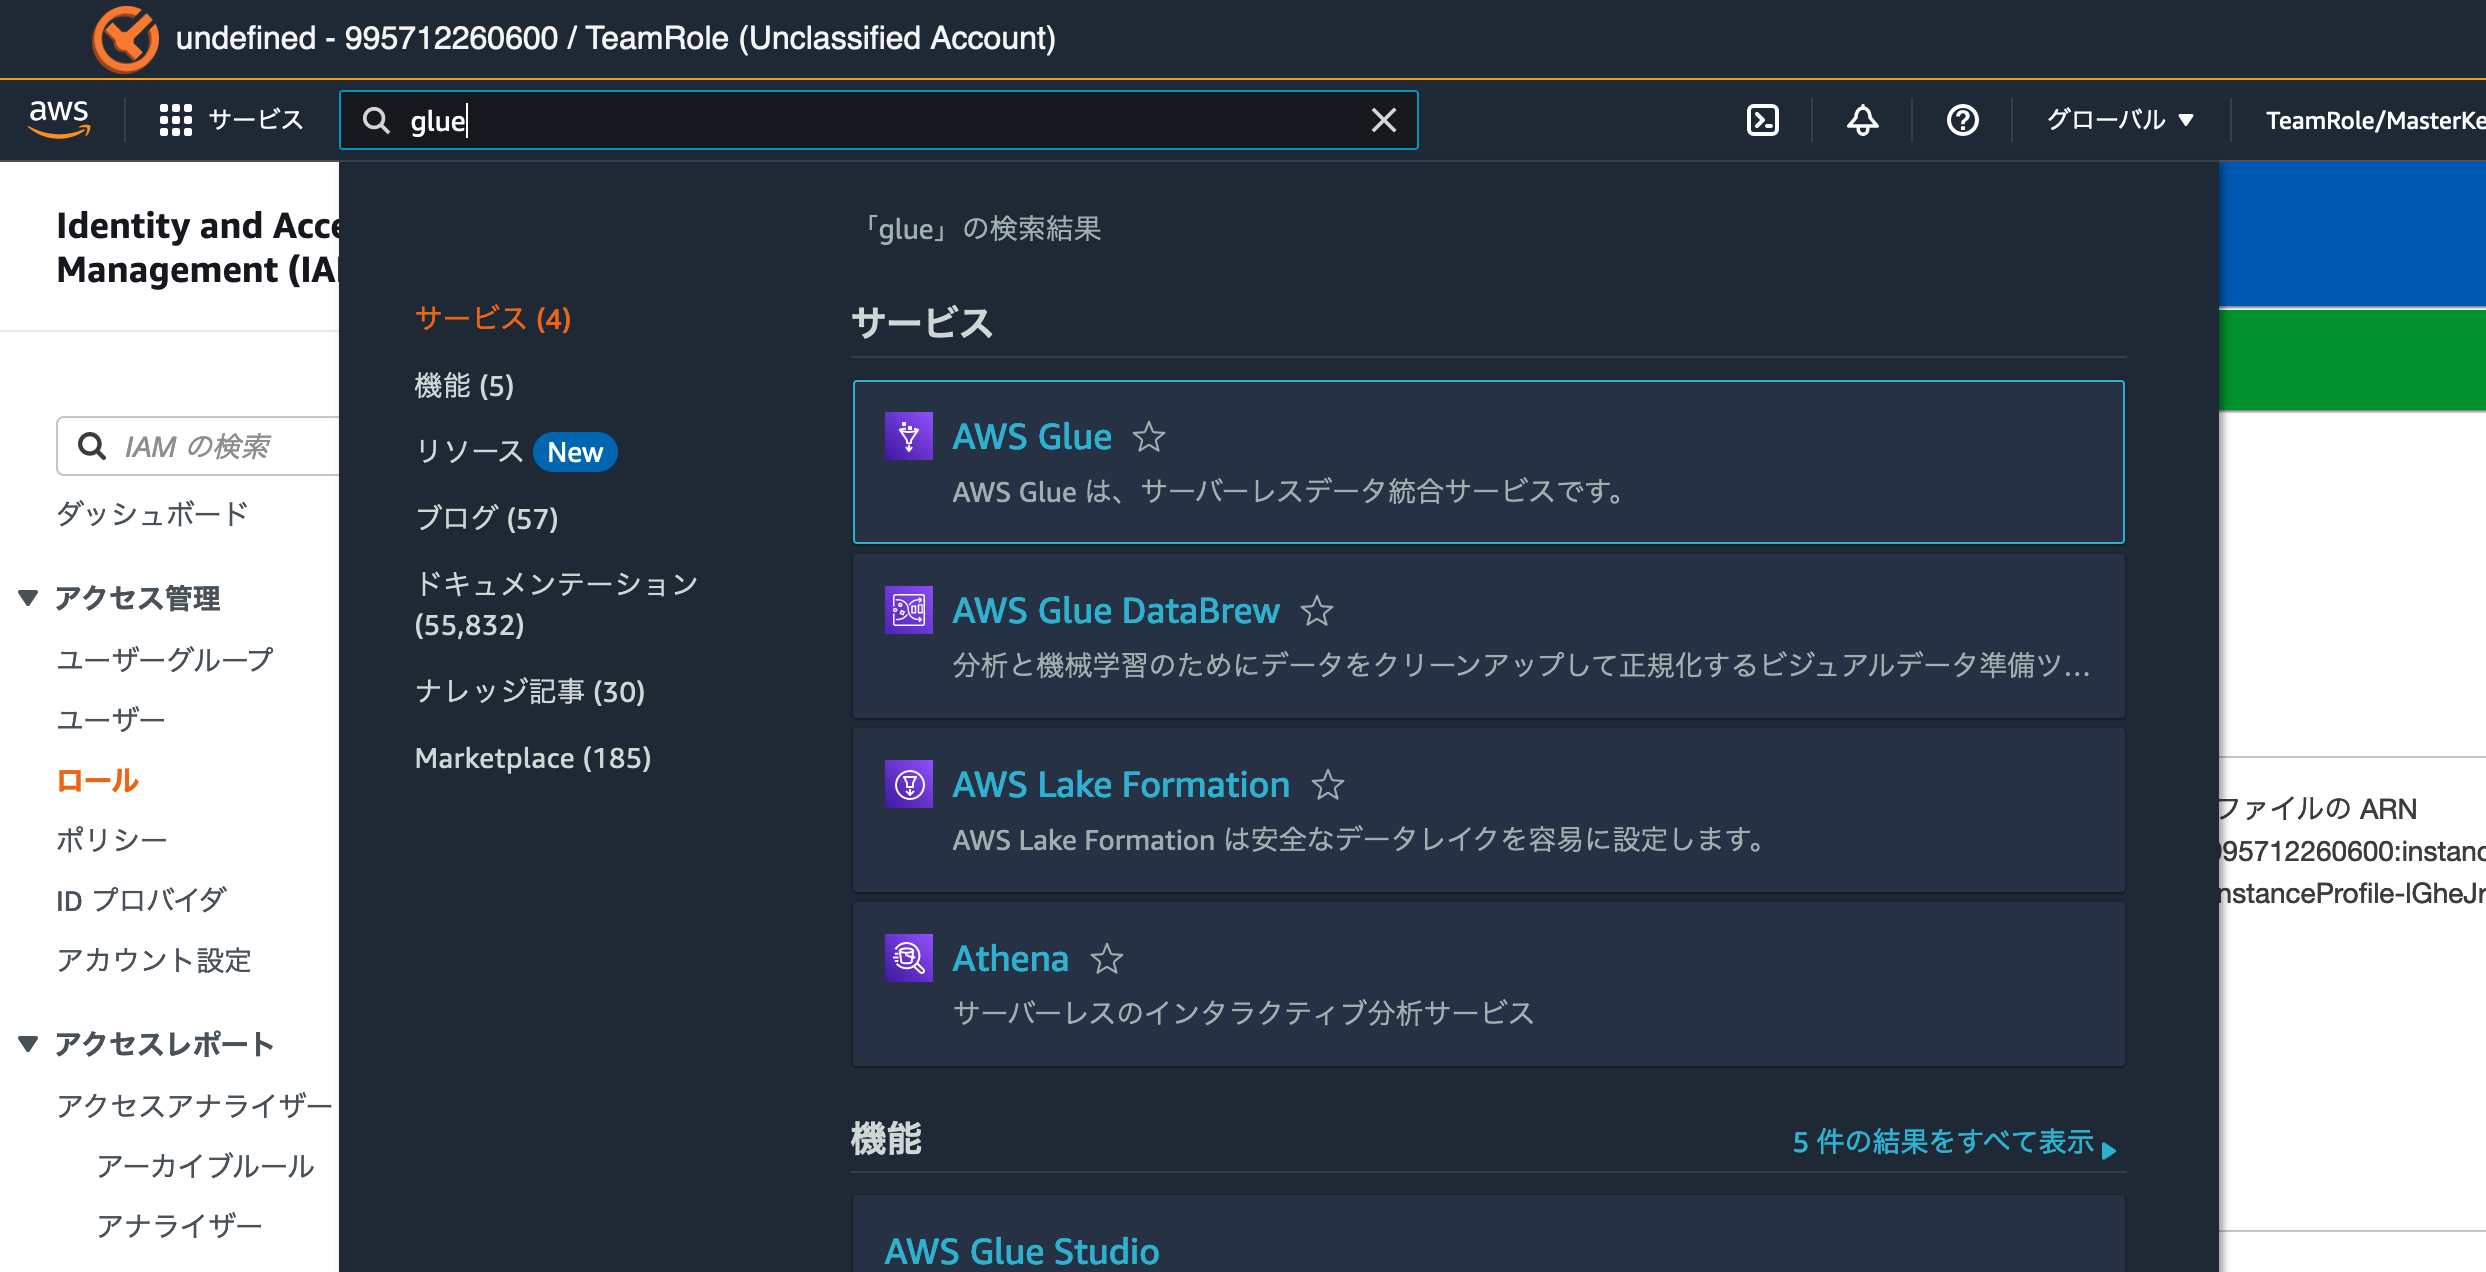 undefined - 995712260600 / TeamRole (Unclassified Account)
aws
サービス
glue
グローバル
TeamRole/MasterKe
Identity and Acce
Management (IA
IAM の検索
ダッシュボード
アクセス管理
ユーザーグループ
ユーザー
ロール
ポリシー
ID プロバイダ
アカウント設定
アクセスレポート
アクセスアナライザー
アーカイブルール
アナライザー
サービス (4)
機能 (5)
リソース New
ブログ (57)
ドキュメンテーション
(55,832)
ナレッジ記事 (30)
Marketplace (185)
「glue」の検索結果
サービス
AWS Glue
AWS Glue は、サーバーレスデータ統合サービスです。
AWS Glue DataBrew
分析と機械学習のためにデータをクリーンアップして正規化するビジュアルデータ準備ツ...
AWS Lake Formation
AWS Lake Formation は安全なデータレイクを容易に設定します。
Athena
サーバーレスのインタラクティブ分析サービス
機能
5 件の結果をすべて表示
AWS Glue Studio
ファイルの ARN
995712260600:instanc
nstanceProfile-IGheJr